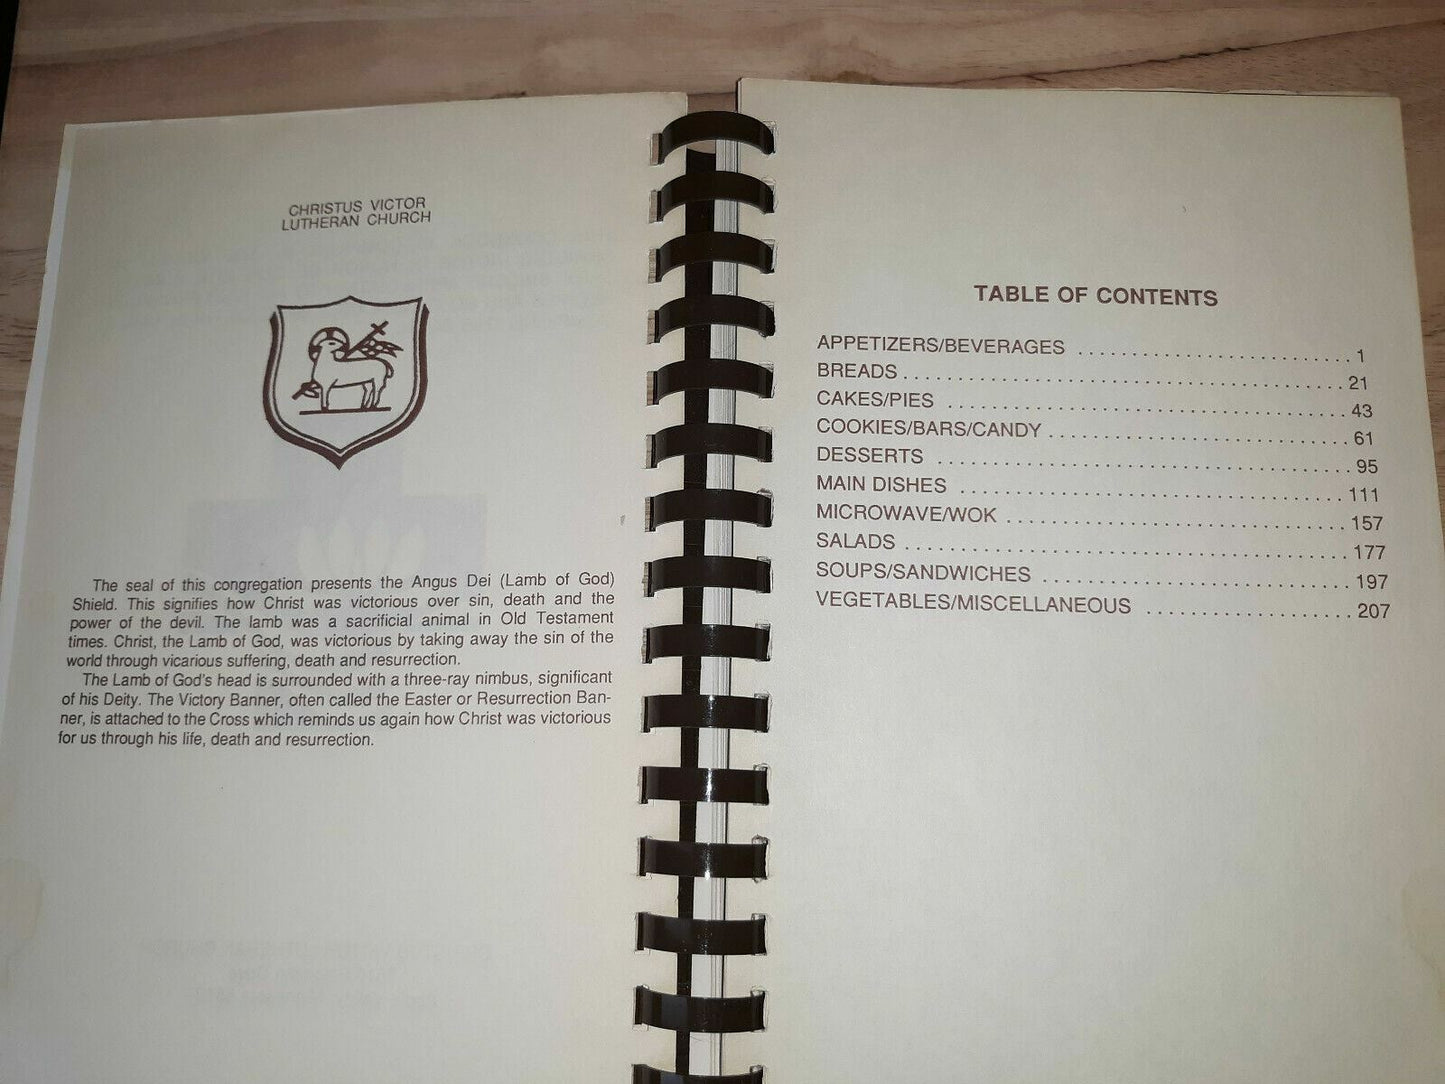 CHRISTUS VICTOR
LUTHERAN CHURCH
The seal of this congregation presents the Angus Dei (Lamb of God)
Shield. This signifies how Christ was victorious over sin, death and the
power of the devil. The lamb was a sacrificial animal in Old Testament
times. Christ, the Lamb of God, was victorious by taking away the sin of the
world through vicarious suffering, death and resurrection.
The Lamb of God's head is surrounded with a three-ray nimbus, significant
of his Deity. The Victory Banner, often called the Easter or Resurrection Ban-
ner, is attached to the Cross which reminds us again how Christ was victorious
for us through his life, death and resurrection.
TABLE OF CONTENTS
APPETIZERS/BEVERAGES . . . . . . . . . . . . . . . . . . . . . . . . . 1
BREADS . . . . . . . . . . . . . . . . . . . . . . . . . . . . . . . . . . . . . . . . 21
CAKES/PIES . . . . . . . . . . . . . . . . . . . . . . . . . . . . . . . . . . . . 43
COOKIES/BARS/CANDY . . . . . . . . . . . . . . . . . . . . . . . . . . . 61
DESSERTS . . . . . . . . . . . . . . . . . . . . . . . . . . . . . . . . . . . . . 95
MAIN DISHES . . . . . . . . . . . . . . . . . . . . . . . . . . . . . . . . . . . 111
MICROWAVE/WOK . . . . . . . . . . . . . . . . . . . . . . . . . . . . . . . 157
SALADS . . . . . . . . . . . . . . . . . . . . . . . . . . . . . . . . . . . . . . . . 177
SOUPS/SANDWICHES . . . . . . . . . . . . . . . . . . . . . . . . . . . . 197
VEGETABLES/MISCELLANEOUS . . . . . . . . . . . . . . . . . . . 207